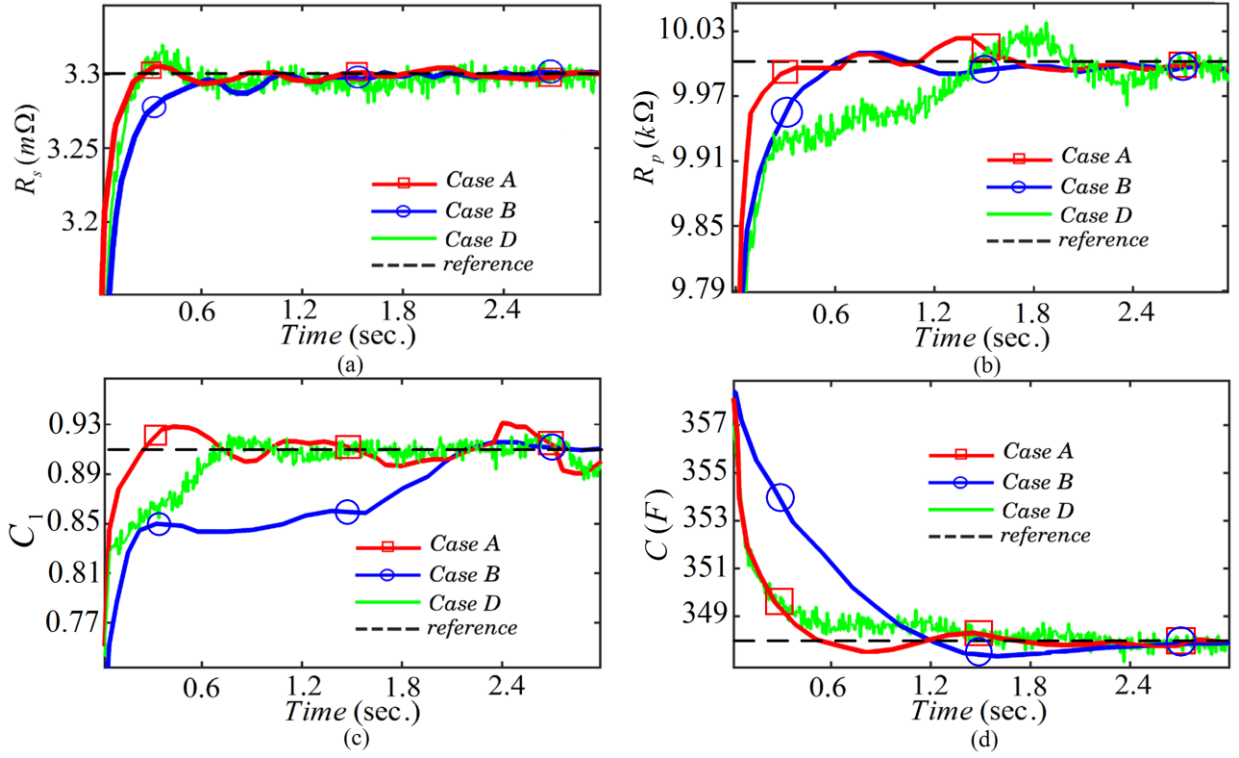 3.3
3.25
3.2
R_s (mΩ)
Case A
Case B
Case D
reference
0.6 1.2 1.8 2.4
Time (sec.)
(a)
10.03
9.97
9.91
9.85
9.79
R_p (kΩ)
Case A
Case B
Case D
reference
0.6 1.2 1.8 2.4
Time (sec.)
(b)
0.93
0.89
0.85
0.81
0.77
C_1
Case A
Case B
Case D
reference
0.6 1.2 1.8 2.4
Time (sec.)
(c)
357
355
353
351
349
C (F)
Case A
Case B
Case D
reference
0.6 1.2 1.8 2.4
Time (sec.)
(d)